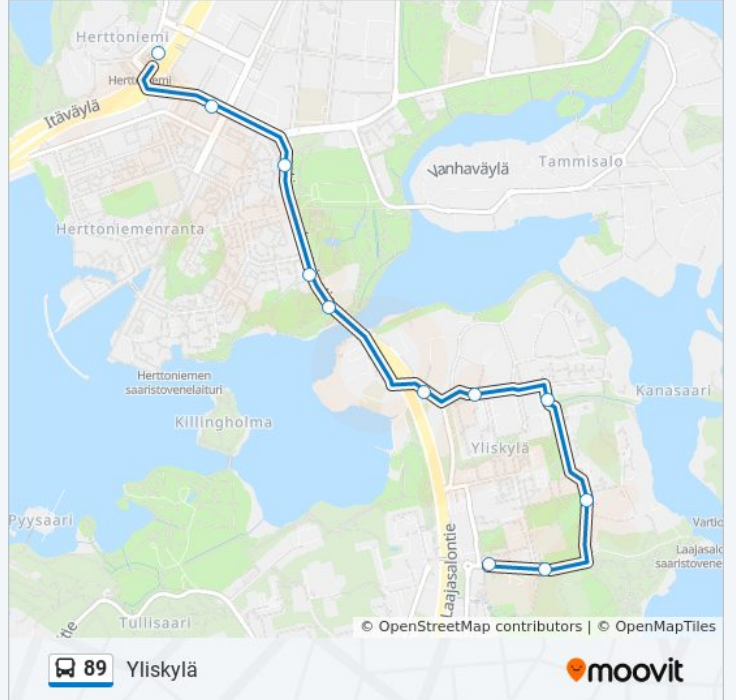 Herttoniemi
Itäväylä
Vanhaväylä
Tammisalo
Herttoniemenranta
Herttoniemen
saaristovenelaituri
Killingholma
Kanasaari
Yliskylä
Pyysaari
Laajasalontie
Tullisaari
© OpenStreetMap contributors | © OpenMapTiles
89 Yliskylä
moovit